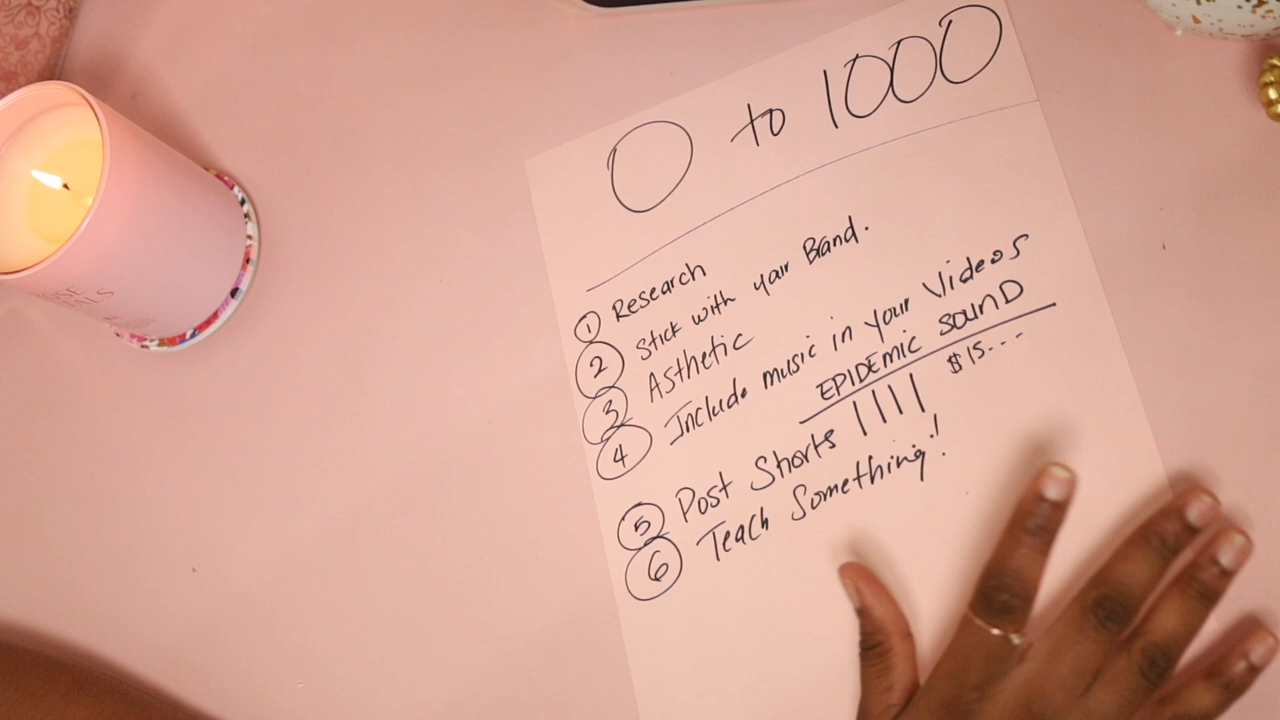 0 to 1000
1 Research
2 Stick with your Brand.
3 Asthetic
4 Include music in your Videos
EPIDEMIC SOUND
$15...
5 Post Shorts ||||
6 Teach Something!